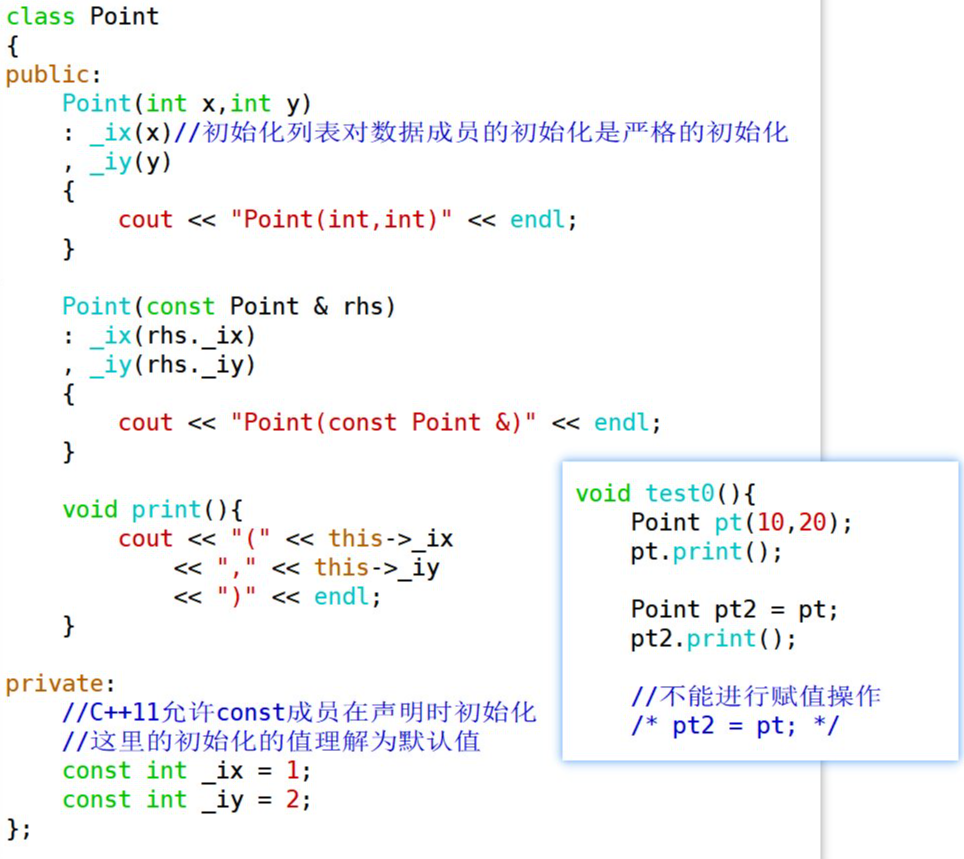 class Point
{
public:
    Point(int x,int y)
    : _ix(x)//初始化列表对数据成员的初始化是严格的初始化
    , _iy(y)
    {
        cout << "Point(int,int)" << endl;
    }

    Point(const Point & rhs)
    : _ix(rhs._ix)
    , _iy(rhs._iy)
    {
        cout << "Point(const Point &)" << endl;
    }

    void print(){
        cout << "(" << this->_ix
            << "," << this->_iy
            << ")" << endl;
    }

private:
    //C++11允许const成员在声明时初始化
    //这里的初始化的值理解为默认值
    const int _ix = 1;
    const int _iy = 2;
};
void test0(){
    Point pt(10,20);
    pt.print();

    Point pt2 = pt;
    pt2.print();

    //不能进行赋值操作
    /* pt2 = pt; */